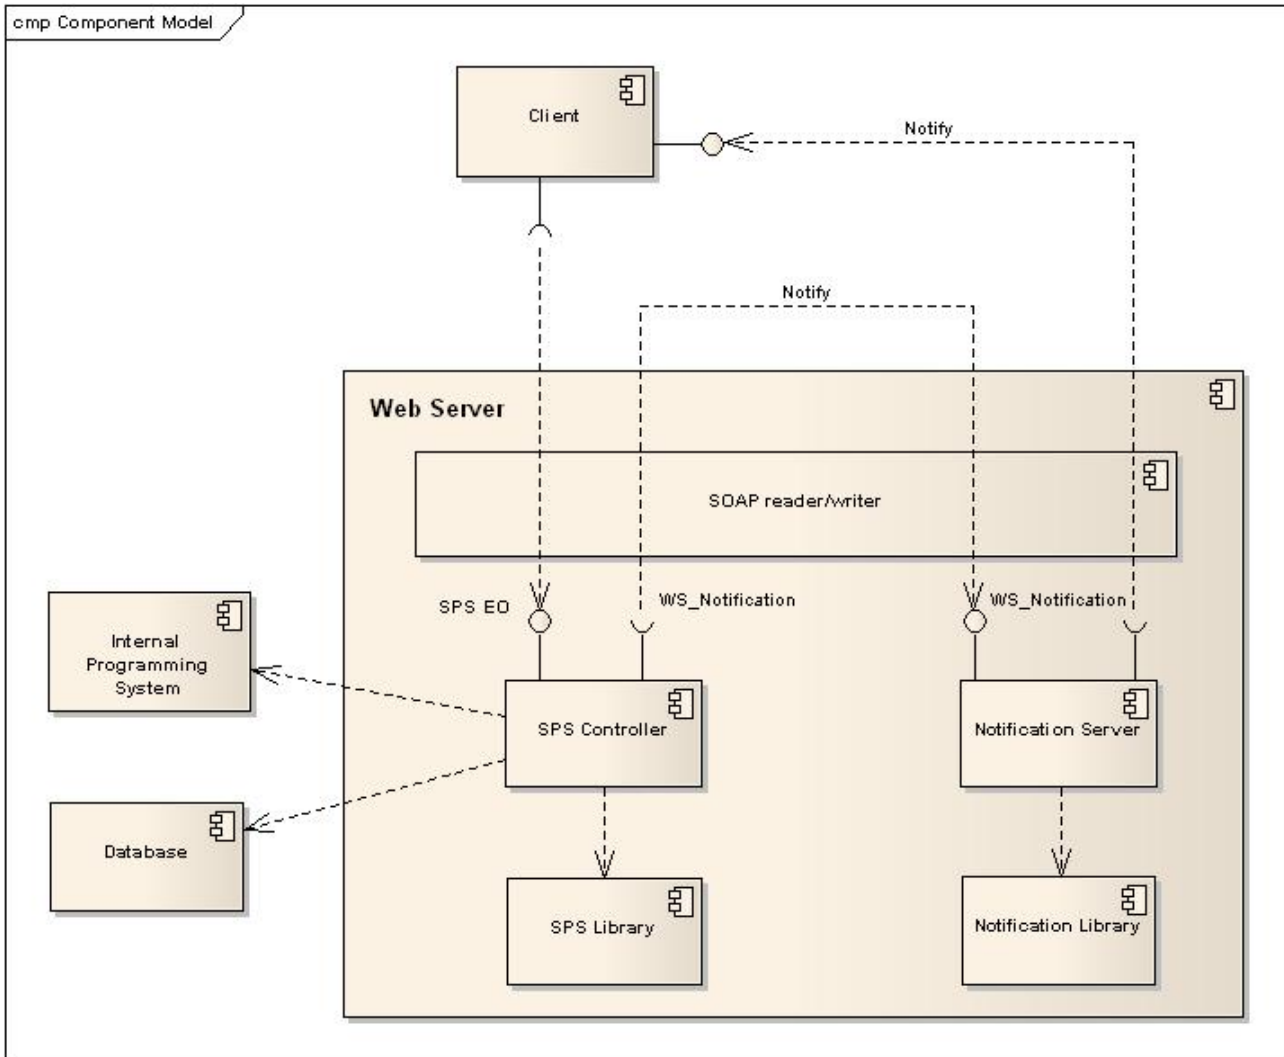 cmp Component Model
Client
Notify
Notify
Web Server
SOAP reader/writer
SPS EO
WS_Notification
WS_Notification
Internal
Programming
System
SPS Controller
Notification Server
Database
SPS Library
Notification Library